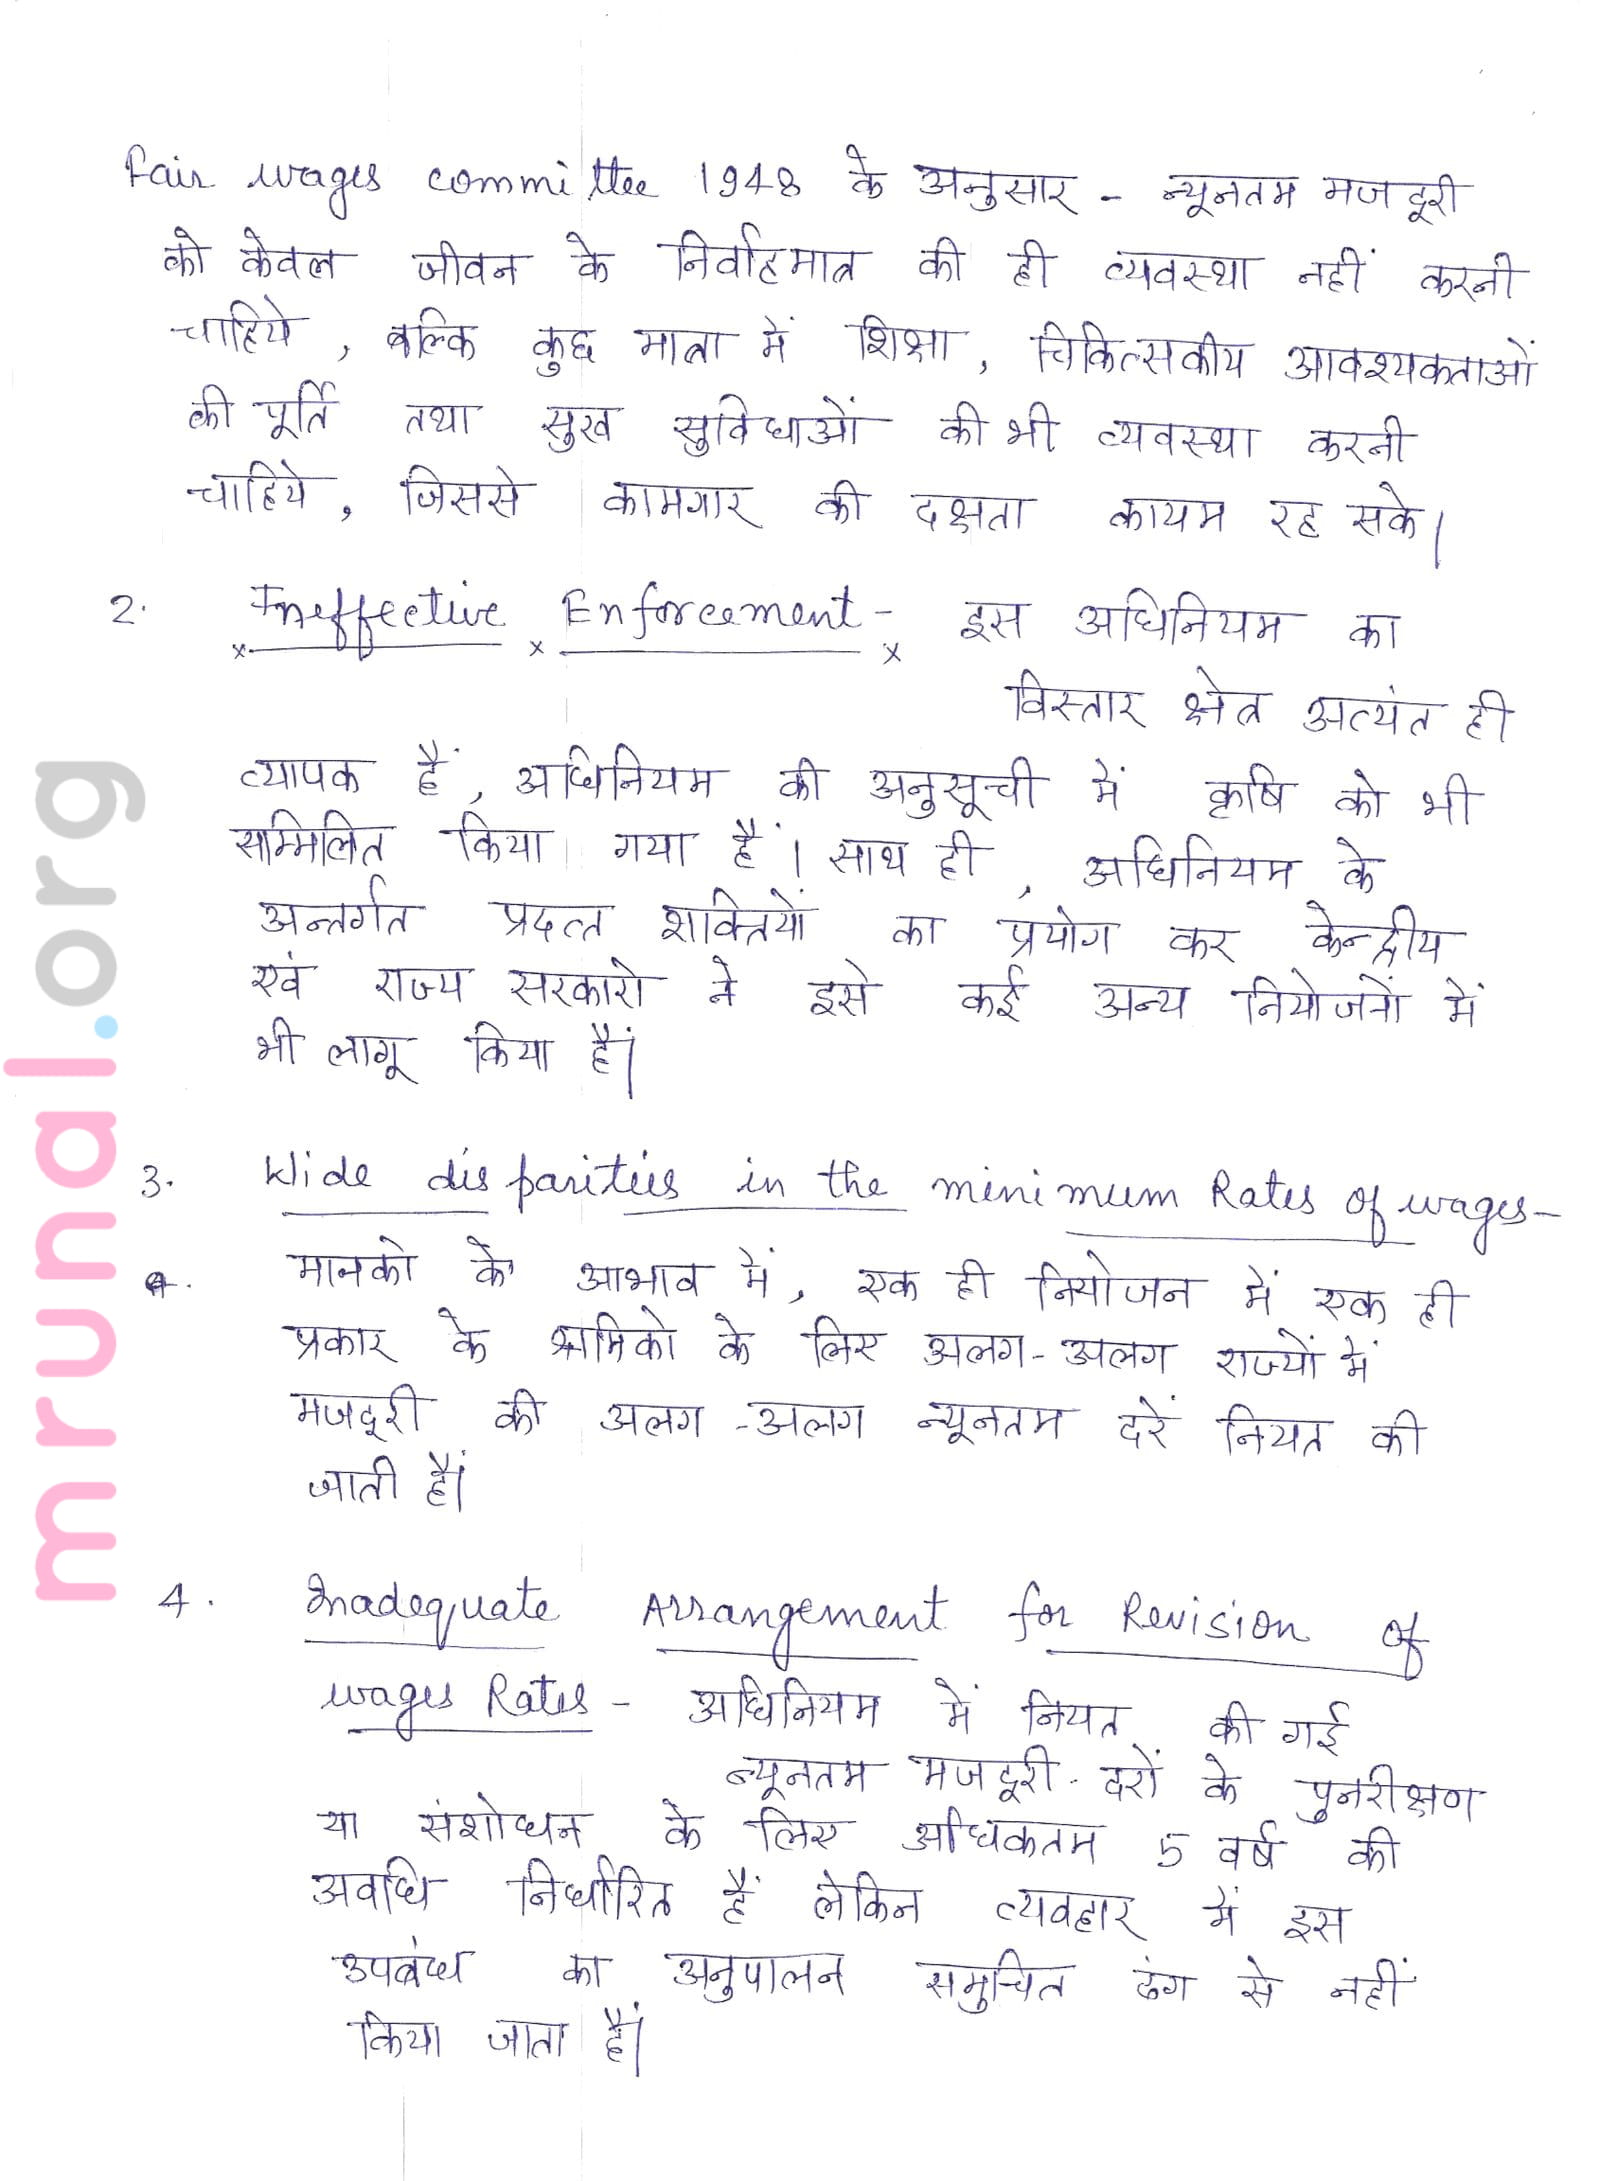 Fair wages committee 1948 के अनुसार - न्यूनतम मजदूरी
को केवल जीवन के निर्वाहमात्र की ही व्यवस्था नहीं करनी
चाहिये, बल्कि कुछ मात्रा में शिक्षा, चिकित्सकीय आवश्यकताओं
की पूर्ति तथा सुख सुविधाओं की भी व्यवस्था करनी
चाहिये, जिससे कामगार की दक्षता कायम रह सके।
2. Ineffective Enforcement - इस अधिनियम का
विस्तार क्षेत्र अत्यंत ही
व्यापक हैं, अधिनियम की अनुसूची में कृषि को भी
सम्मिलित किया गया हैं। साथ ही, अधिनियम के
अन्तर्गत प्रदत्त शक्तियों का प्रयोग कर केन्द्रीय
एवं राज्य सरकारो ने इसे कई अन्य नियोजनों में
भी लागू किया हैं।
3. Wide disparities in the minimum Rates of wages -
4. मानको के आभाव में, एक ही नियोजन में एक ही
प्रकार के श्रमिको के लिए अलग-अलग राज्यों में
मजदूरी की अलग-अलग न्यूनतम दरें नियत की
जाती हैं।
4. Inadequate Arrangement for Revision of
wages Rates - अधिनियम में नियत की गई
न्यूनतम मजदूरी-दरों के पुनरीक्षण
या संशोधन के लिए अधिकतम 5 वर्ष की
अवधि निर्धारित हैं लेकिन व्यवहार में इस
उपबंध का अनुपालन समुचित ढंग से नहीं
किया जाता हैं।
mrunal.org